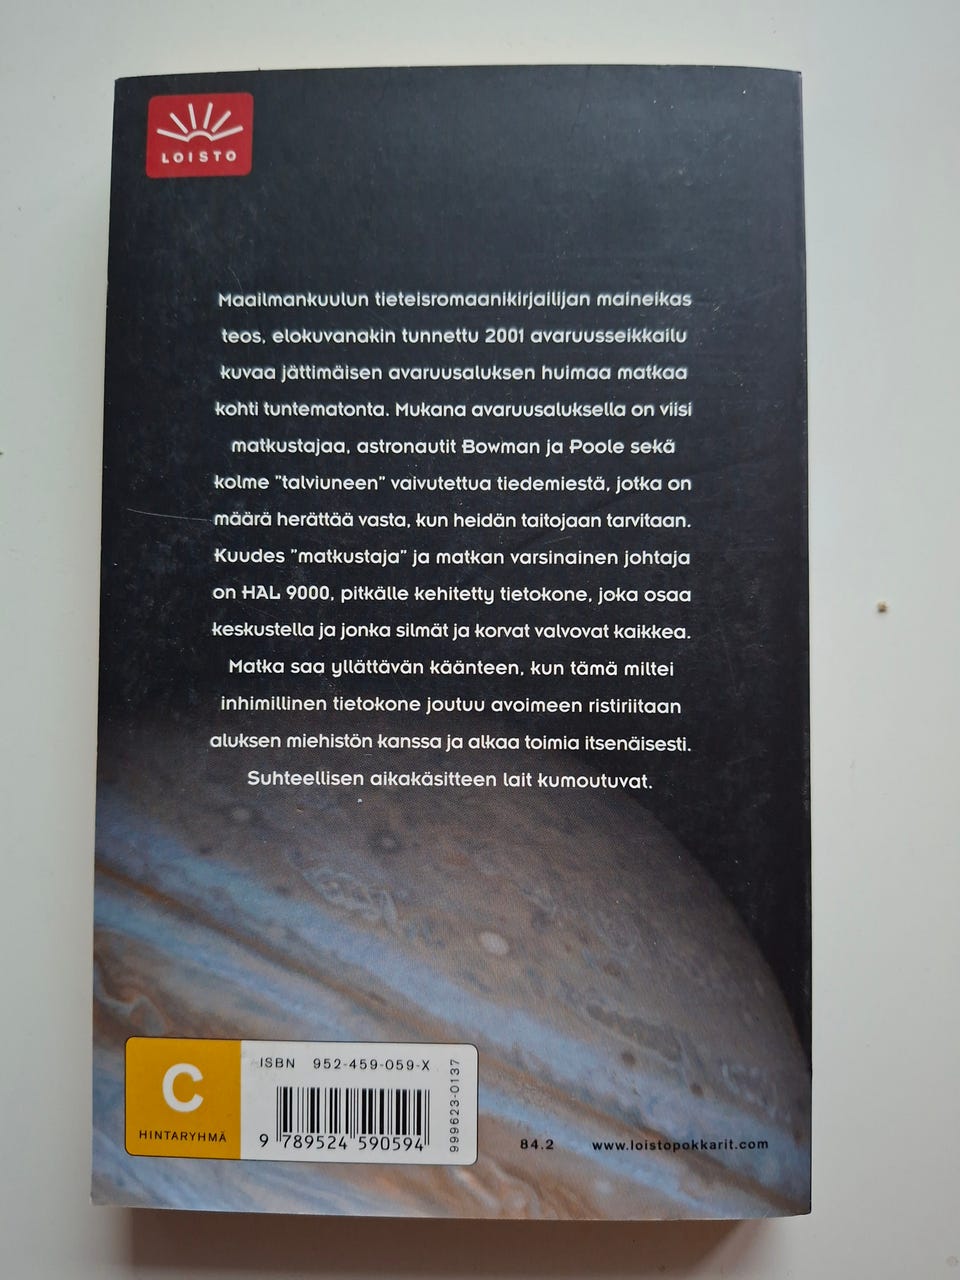 LOISTO
Maailmankuulun tieteisromaanikirjailijan maineikas
teos, elokuvanakin tunnettu 2001 avaruusseikkailu
kuvaa jättimäisen avaruusaluksen huimaa matkaa
kohti tuntematonta. Mukana avaruusaluksella on viisi
matkustajaa, astronautit Bowman ja Poole sekä
kolme "talviuneen" vaivutettua tiedemiestä, jotka on
määrä herättää vasta, kun heidän taitojaan tarvitaan.
Kuudes "matkustaja" ja matkan varsinainen johtaja
on HAL 9000, pitkälle kehitetty tietokone, joka osaa
keskustella ja jonka silmät ja korvat valvovat kaikkea.
Matka saa yllättävän käänteen, kun tämä miltei
inhimillinen tietokone joutuu avoimeen ristiriitaan
aluksen miehistön kanssa ja alkaa toimia itsenäisesti.
Suhteellisen aikakäsitteen lait kumoutuvat.
C
HINTARYHMÄ
ISBN 952-459-059-X
9 789524 590594
999623-0137
84.2
www.loistopokkarit.com